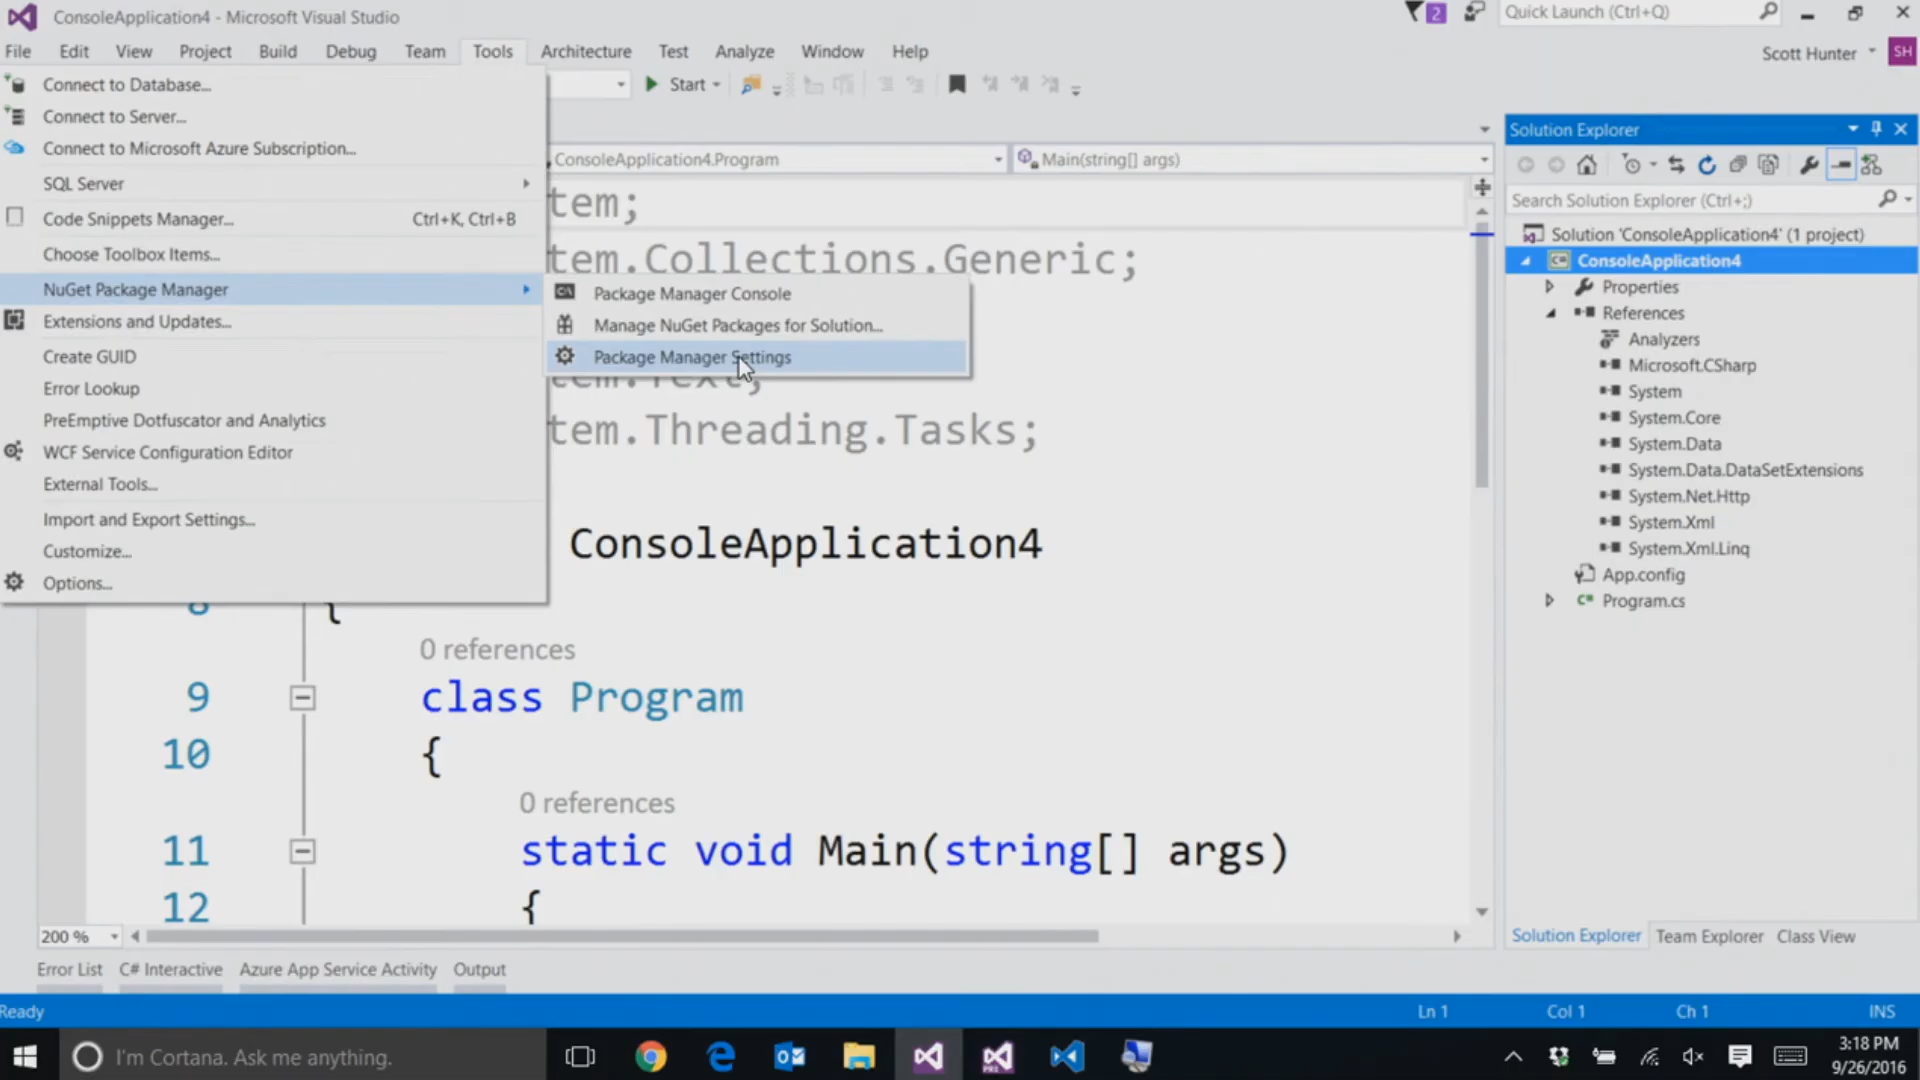 ConsoleApplication4 - Microsoft Visual Studio
2
Quick Launch (Ctrl+Q)
File Edit View Project Build Debug Team Tools Architecture Test Analyze Window Help
Scott Hunter SH
Start
Connect to Database...
Connect to Server...
Connect to Microsoft Azure Subscription...
SQL Server
Code Snippets Manager... Ctrl+K, Ctrl+B
Choose Toolbox Items...
NuGet Package Manager
Extensions and Updates...
Create GUID
Error Lookup
PreEmptive Dotfuscator and Analytics
WCF Service Configuration Editor
External Tools...
Import and Export Settings...
Customize...
Options...
Package Manager Console
Manage NuGet Packages for Solution...
Package Manager Settings
ConsoleApplication4.Program Main(string[] args)
tem;
tem.Collections.Generic;
tem.Text;
tem.Threading.Tasks;
ConsoleApplication4
8 {
0 references
9 class Program
10 {
0 references
11 static void Main(string[] args)
12 {
200 %
Solution Explorer
Search Solution Explorer (Ctrl+;)
Solution 'ConsoleApplication4' (1 project)
C# ConsoleApplication4
Properties
References
Analyzers
Microsoft.CSharp
System
System.Core
System.Data
System.Data.DataSetExtensions
System.Net.Http
System.Xml
System.Xml.Linq
App.config
C# Program.cs
Solution Explorer Team Explorer Class View
Error List C# Interactive Azure App Service Activity Output
Ready Ln 1 Col 1 Ch 1 INS
I'm Cortana. Ask me anything.
3:18 PM
9/26/2016